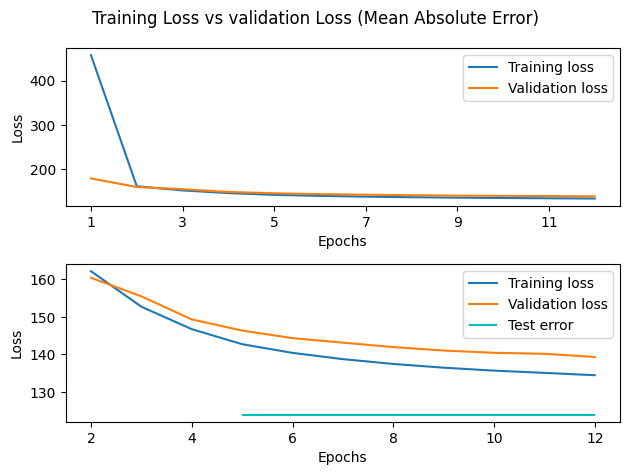 Training Loss vs validation Loss (Mean Absolute Error)
Training loss
Validation loss
400
300
200
Loss
1 3 5 7 9 11
Epochs
Training loss
Validation loss
Test error
160
150
140
130
Loss
2 4 6 8 10 12
Epochs